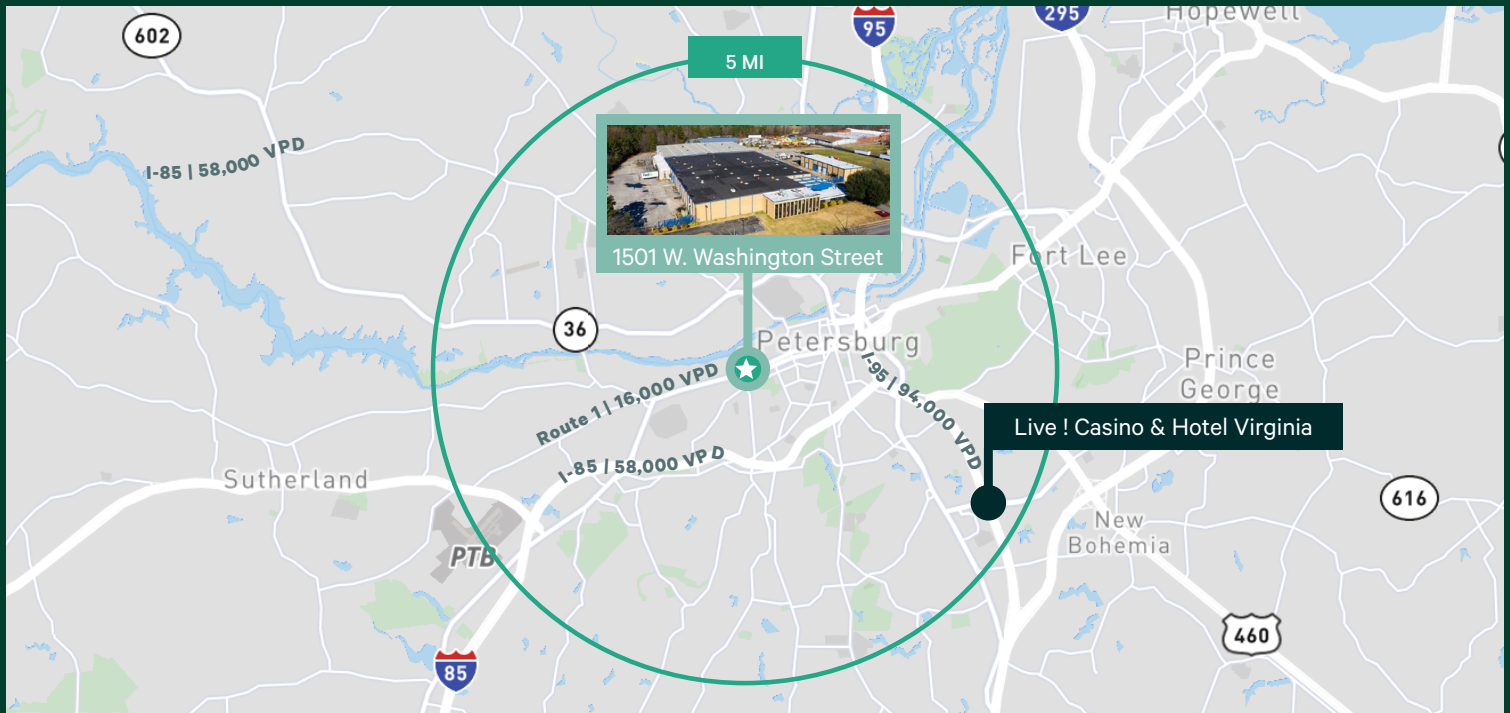 602
95
295
Hopewell
5 MI
I-85 | 58,000 VPD
1501 W. Washington Street
Fort Lee
36
Petersburg
Prince
George
Route 1 | 16,000 VPD
I-95 | 94,000 VPD
Live ! Casino & Hotel Virginia
I-85 | 58,000 VPD
Sutherland
616
New
Bohemia
PTB
460
85